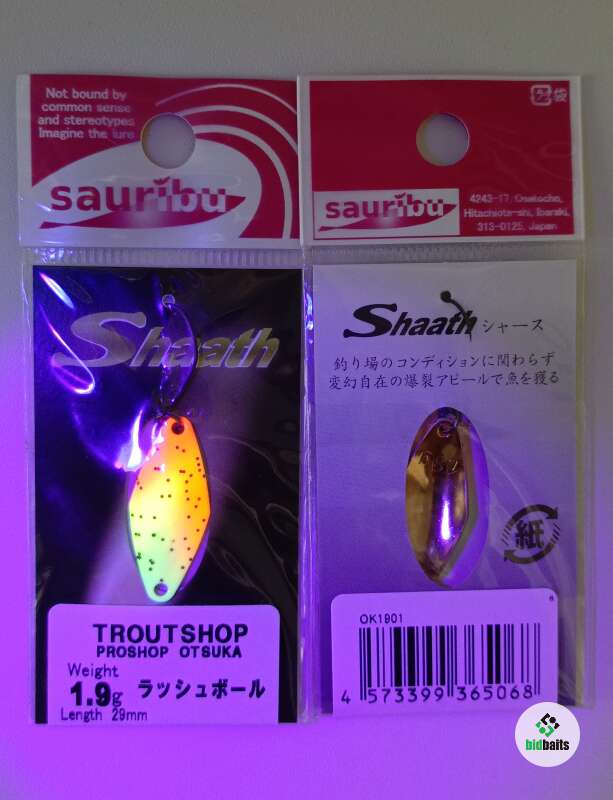 Not bound by
common sense
and stereotypes
Imagine the lure
sauribu
Shaath
TROUTSHOP
PROSHOP OTSUKA
Weight
1.9g
ラッシュボール
Length 29mm
袋
sauribu
4243-17, Osatocho,
Hitachiota-shi, Ibaraki,
313-0125, Japan
Shaath シャース
釣り場のコンディションに関わらず
変幻自在の爆裂アピールで魚を獲る
紙
OK1901
4 573399 365068
bidbaits